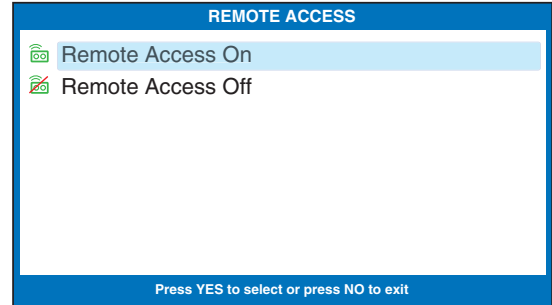 REMOTE ACCESS
Remote Access On
Remote Access Off
Press YES to select or press NO to exit